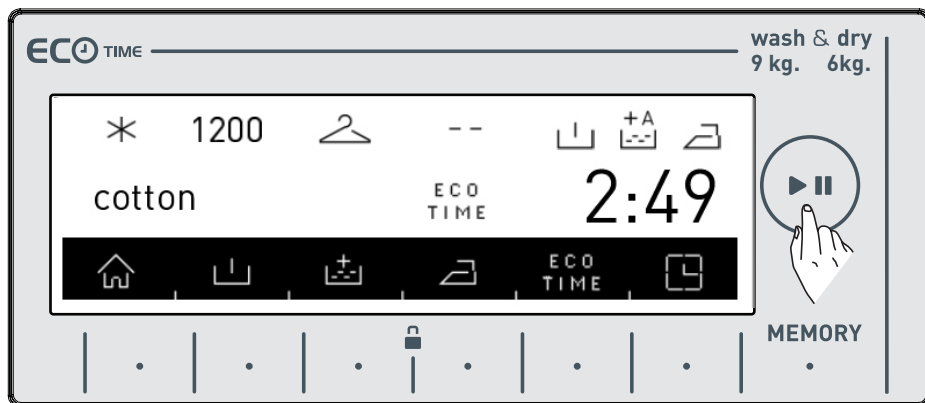 ECO TIME
wash & dry
9 kg. 6kg.
1200 -- +A
cotton
ECO
TIME
2:49
ECO
TIME
MEMORY